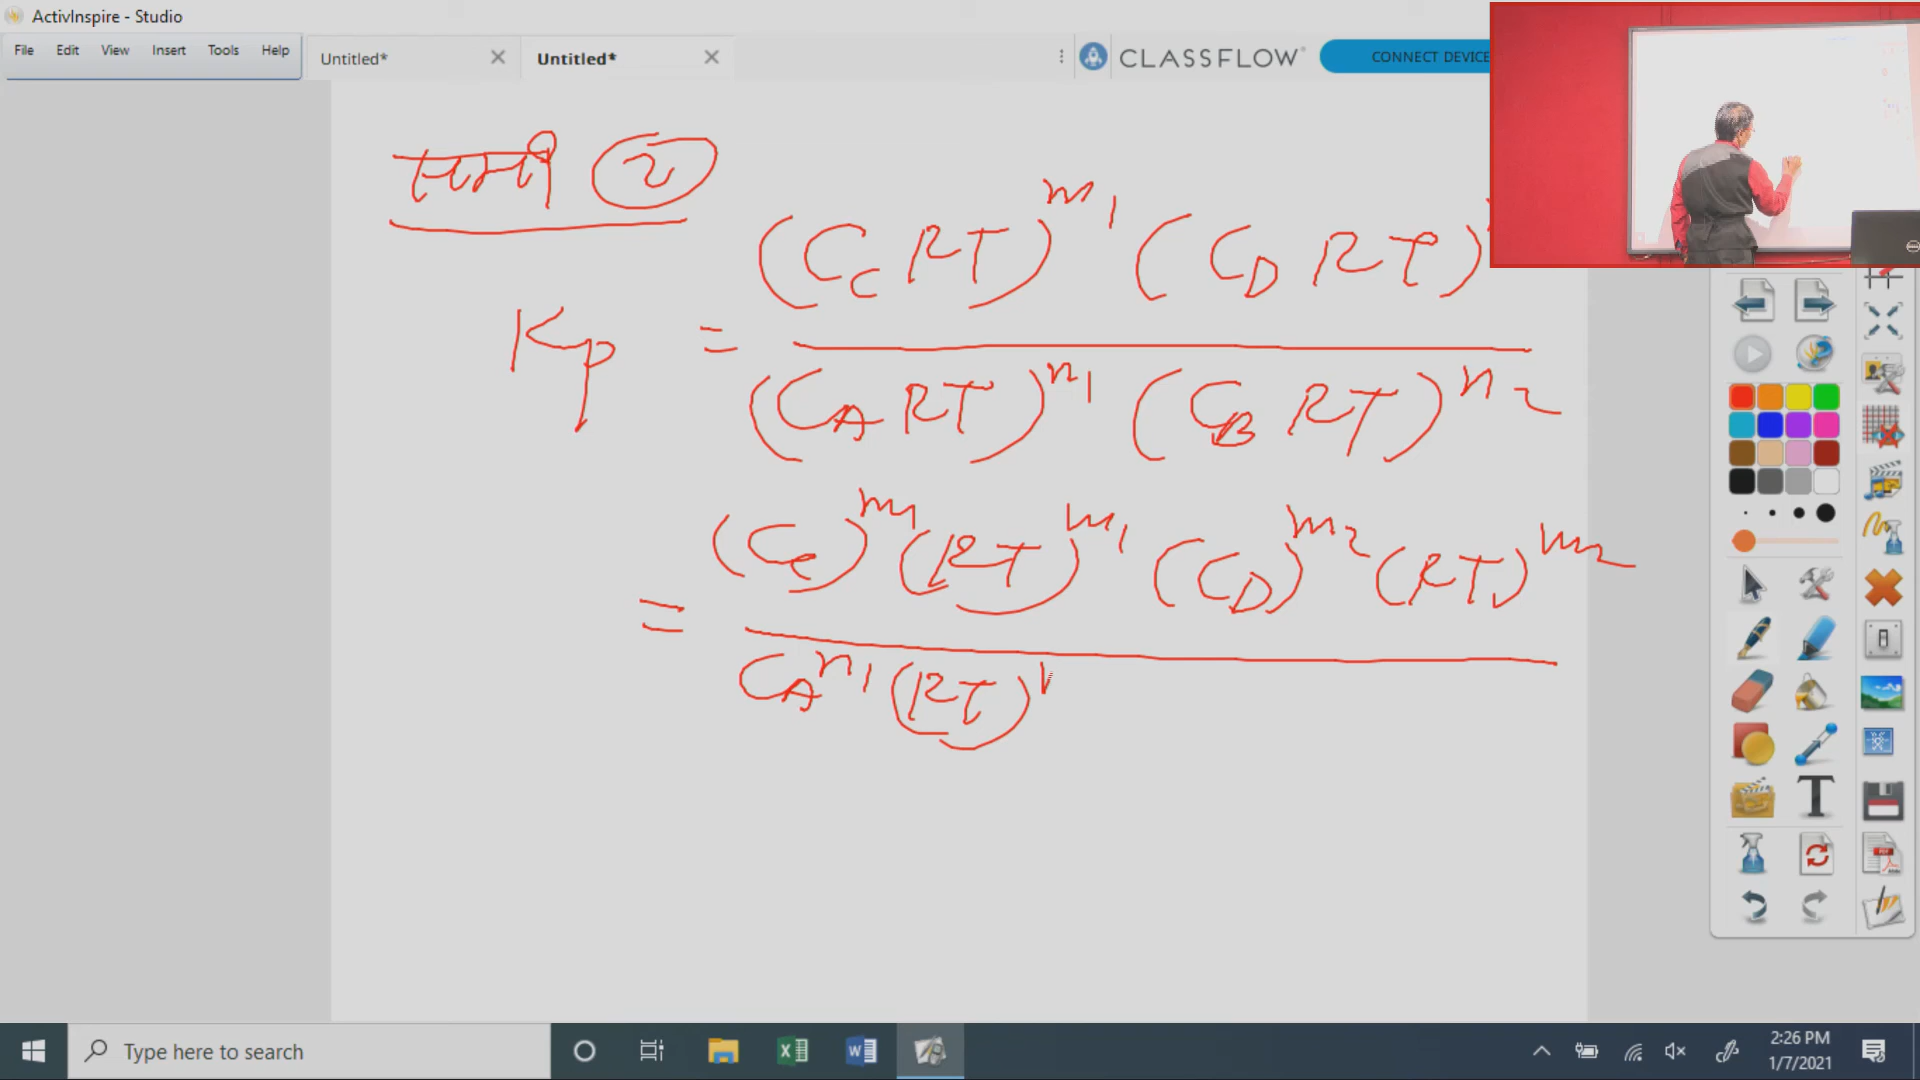 ActivInspire - Studio
File Edit View Insert Tools Help
Untitled* Untitled*
CLASSFLOW CONNECT DEVICE
समी २
Kp = (C_C RT)^m1 (C_D RT)
(C_A RT)^n1 (C_B RT)^n2
= (C_C)^m1 (RT)^m1 (C_D)^m2 (RT)^m2
C_A^n1 (RT)
Type here to search
2:26 PM
1/7/2021